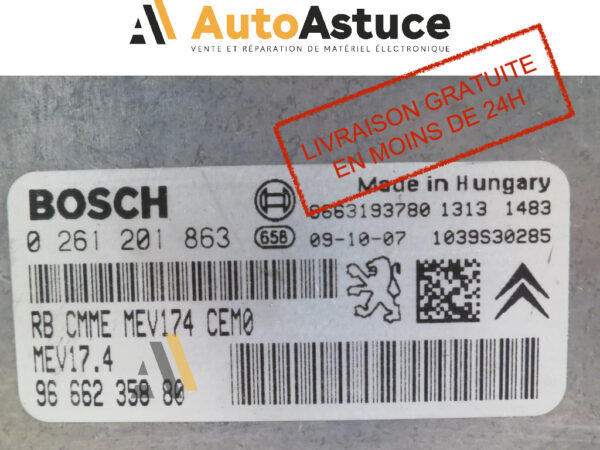 AutoAstuce
VENTE ET RÉPARATION DE MATÉRIEL ÉLECTRONIQUE
LIVRAISON GRATUITE
EN MOINS DE 24H
BOSCH
Made in Hungary
9663193780 1313 1483
0 261 201 863
658
09-10-07 1039S30285
RB CMME MEV174 CEM0
MEV17.4
96 662 358 80